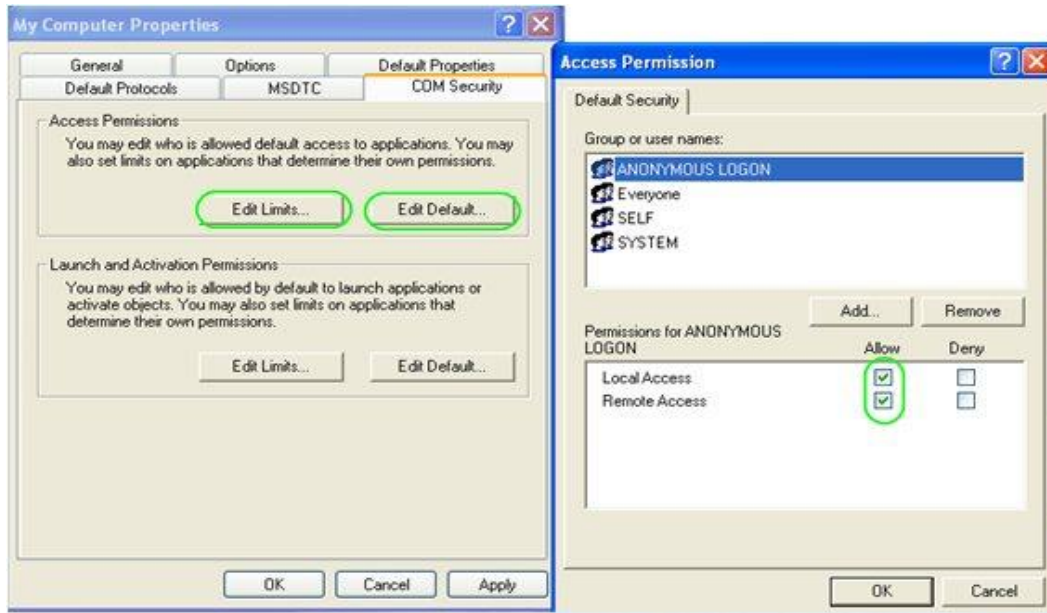 My Computer Properties
General Options Default Properties
Default Protocols MSDTC COM Security
Access Permissions
You may edit who is allowed default access to applications. You may
also set limits on applications that determine their own permissions.
Edit Limits... Edit Default...
Launch and Activation Permissions
You may edit who is allowed by default to launch applications or
activate objects. You may also set limits on applications that
determine their own permissions.
Edit Limits... Edit Default...
OK Cancel Apply
Access Permission
Default Security
Group or user names:
ANONYMOUS LOGON
Everyone
SELF
SYSTEM
Add... Remove
Permissions for ANONYMOUS
LOGON Allow Deny
Local Access
Remote Access
OK Cancel